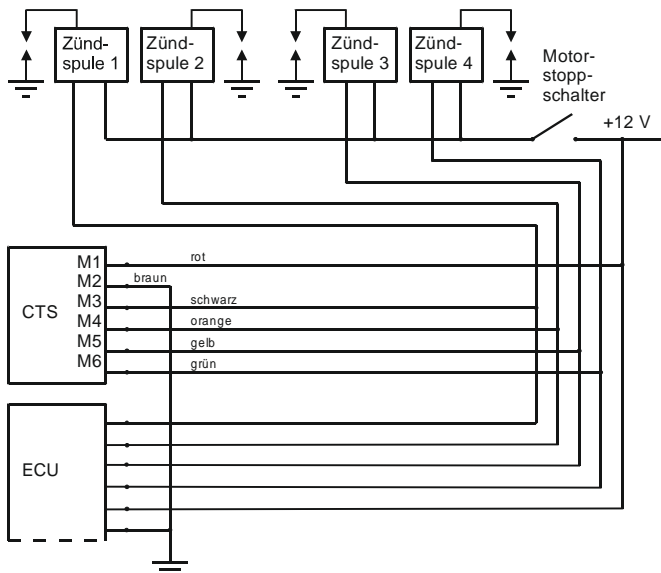 Zünd-
spule 1
Zünd-
spule 2
Zünd-
spule 3
Zünd-
spule 4
Motor-
stopp-
schalter
+12 V
CTS
M1
M2
M3
M4
M5
M6
rot
braun
schwarz
orange
gelb
grün
ECU